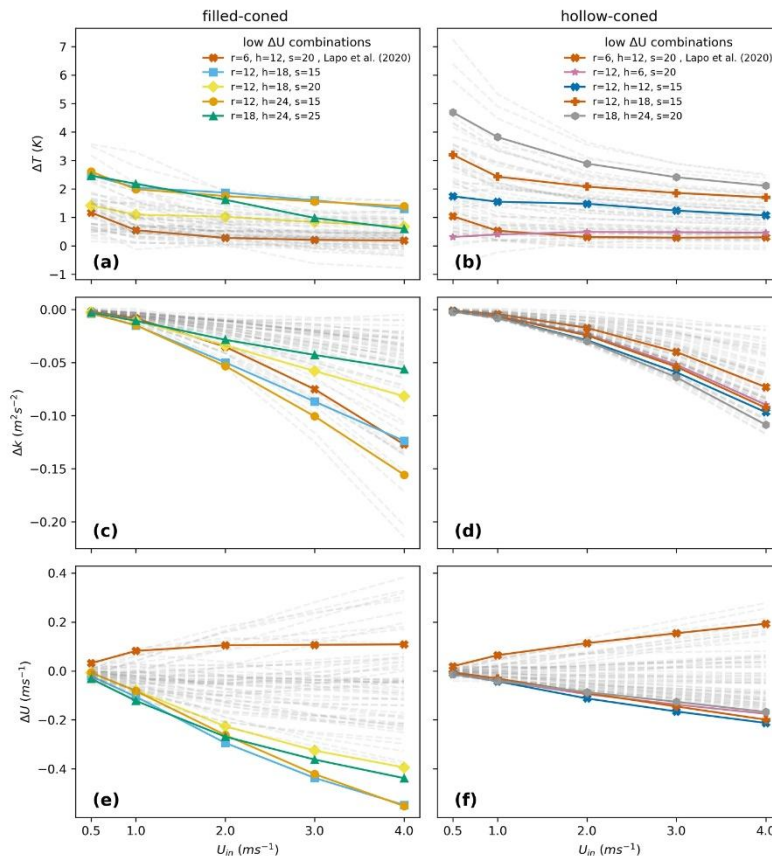 filled-coned
hollow-coned
low ΔU combinations
r=6, h=12, s=20 , Lapo et al. (2020)
r=12, h=18, s=15
r=12, h=18, s=20
r=12, h=24, s=15
r=18, h=24, s=25
low ΔU combinations
r=6, h=12, s=20 , Lapo et al. (2020)
r=12, h=6, s=20
r=12, h=12, s=15
r=12, h=18, s=15
r=18, h=24, s=20
ΔT (K)
7
6
5
4
3
2
1
0
−1
(a)
(b)
Δk (m²s⁻²)
0.00
−0.05
−0.10
−0.15
−0.20
(c)
(d)
ΔU (ms⁻¹)
0.4
0.2
0.0
−0.2
−0.4
(e)
(f)
0.5 1.0 2.0 3.0 4.0
0.5 1.0 2.0 3.0 4.0
U_in (ms⁻¹)
U_in (ms⁻¹)